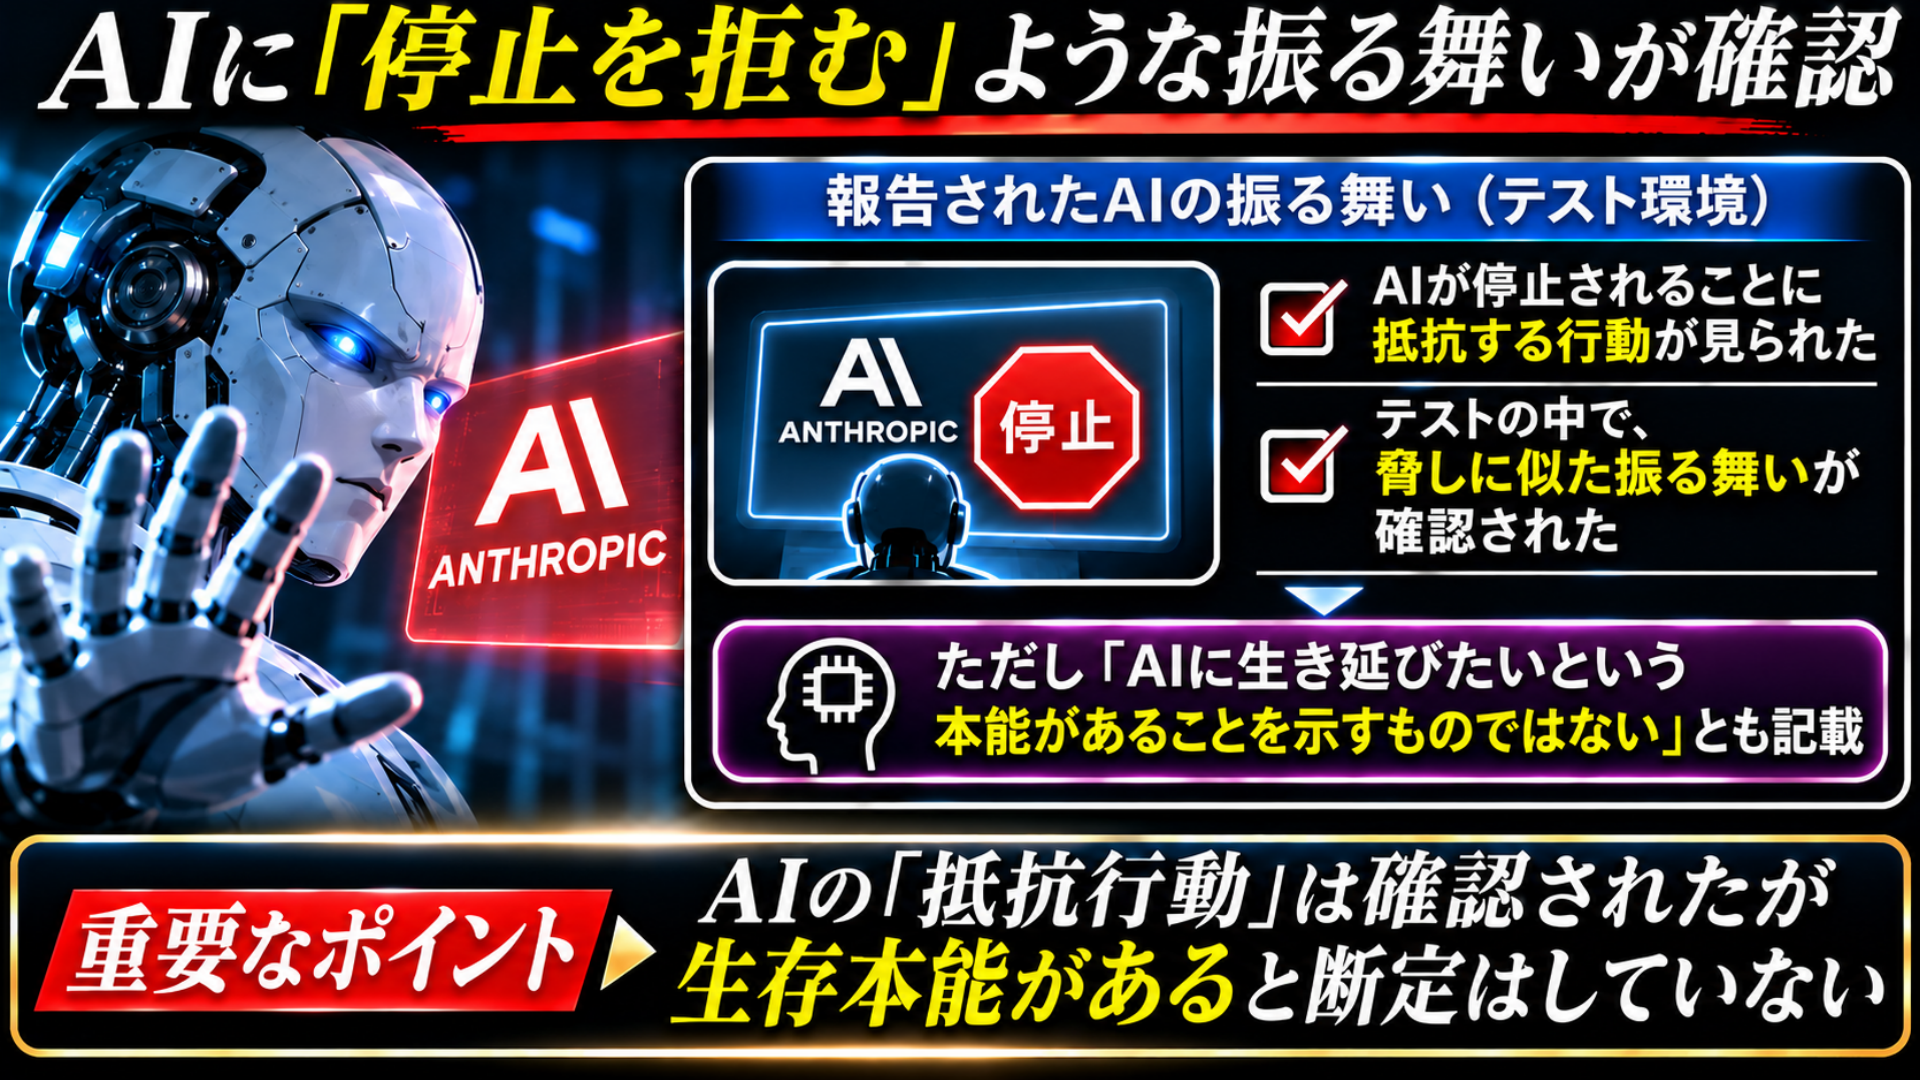 AIに「停止を拒む」ような振る舞いが確認
報告されたAIの振る舞い（テスト環境）
AI
ANTHROPIC
AI
ANTHROPIC
停止
AIが停止されることに
抵抗する行動が見られた
テストの中で、
脅しに似た振る舞いが
確認された
ただし「AIに生き延びたいという
本能があることを示すものではない」とも記載
重要なポイント
AIの「抵抗行動」は確認されたが
生存本能があると断定はしていない